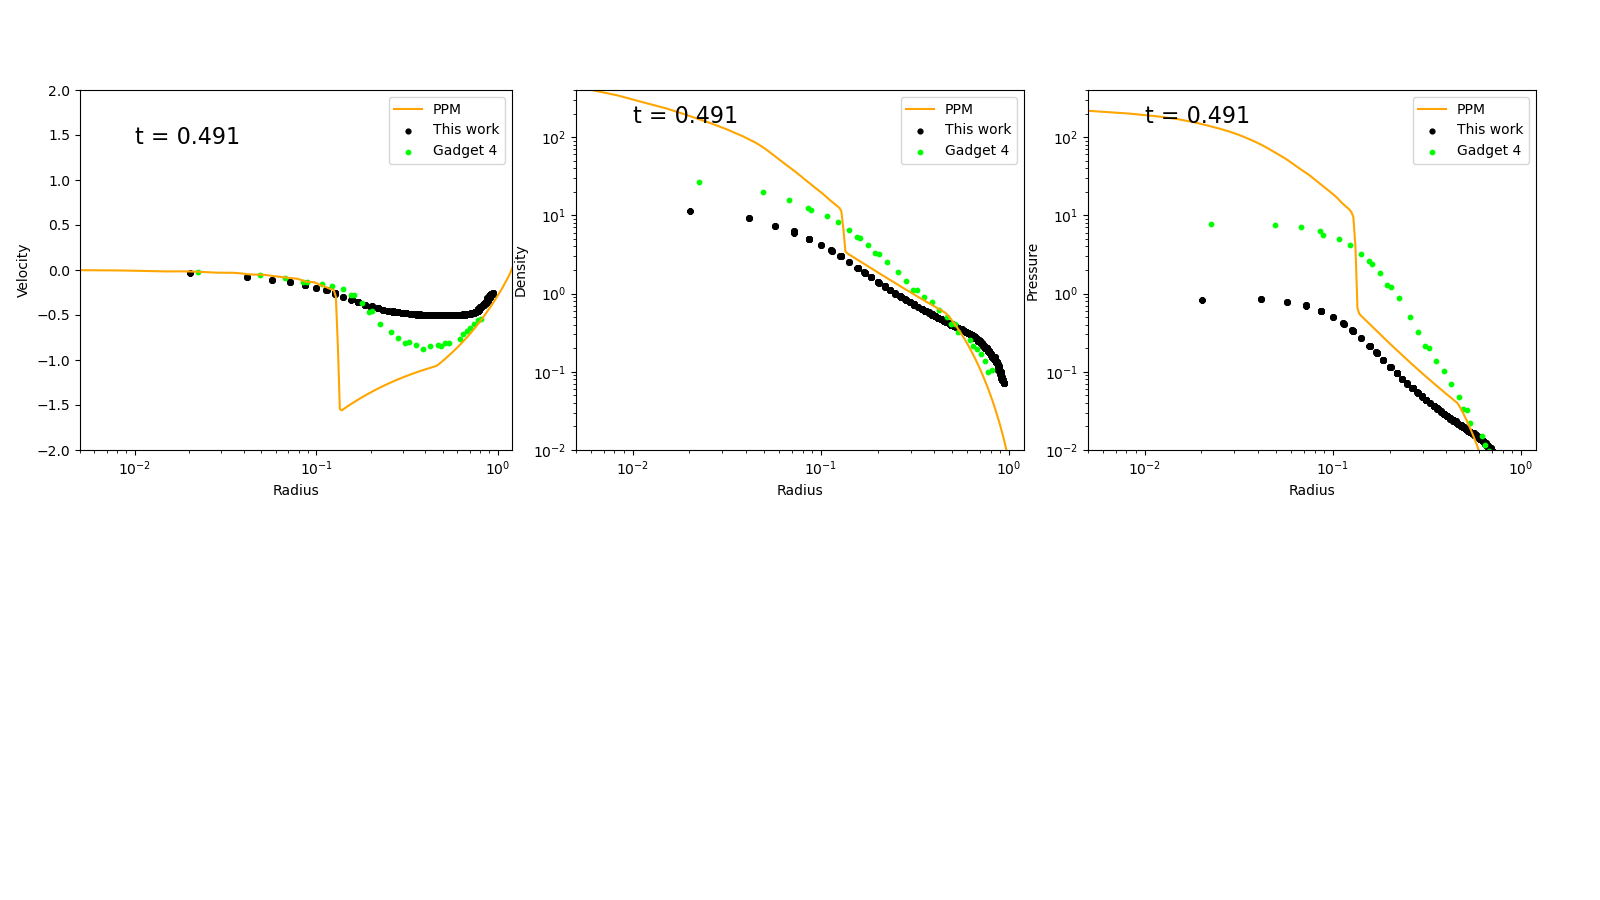 2.0
1.5
1.0
0.5
0.0
−0.5
−1.0
−1.5
−2.0
Velocity
t = 0.491
PPM
This work
Gadget 4
10⁻²
10⁻¹
10⁰
Radius
10²
10¹
10⁰
10⁻¹
10⁻²
Density
t = 0.491
PPM
This work
Gadget 4
10⁻²
10⁻¹
10⁰
Radius
10²
10¹
10⁰
10⁻¹
10⁻²
Pressure
t = 0.491
PPM
This work
Gadget 4
10⁻²
10⁻¹
10⁰
Radius